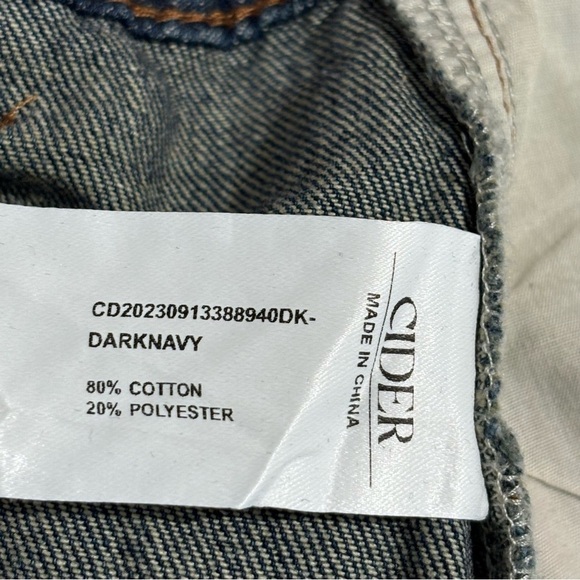 CD20230913388940DK-
DARKNAVY
80% COTTON
20% POLYESTER
CIDER
MADE IN CHINA